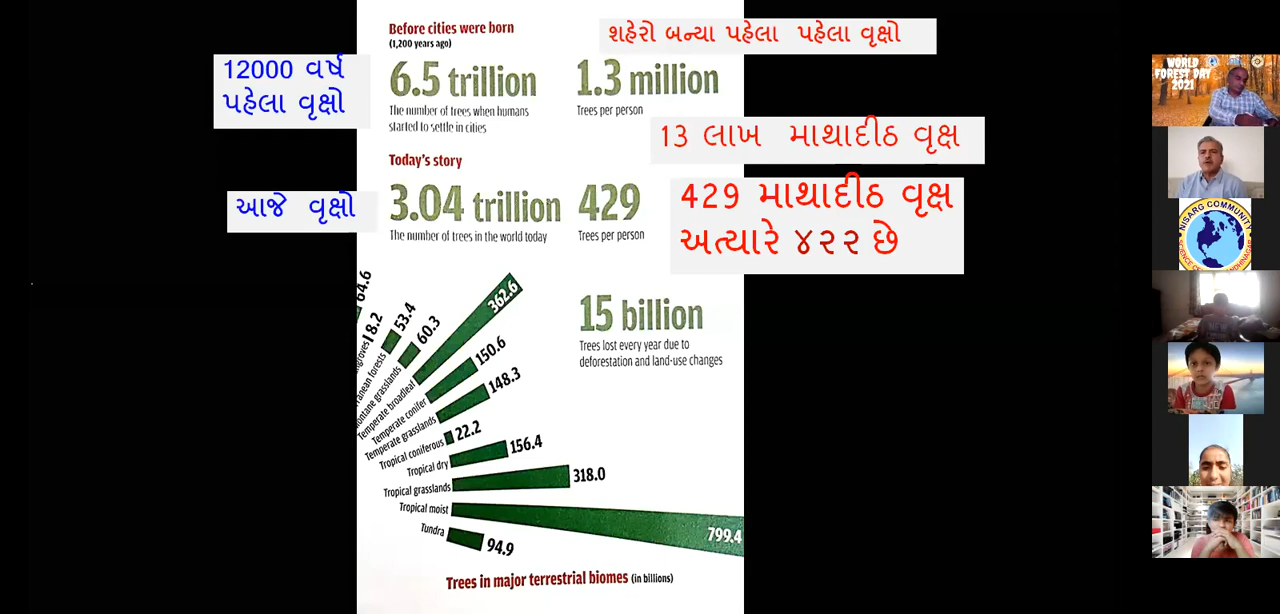 Before cities were born
(1,200 years ago)
શહેરો બન્યા પહેલા પહેલા વૃક્ષો
12000 વર્ષ
પહેલા વૃક્ષો
6.5 trillion
The number of trees when humans
started to settle in cities
1.3 million
Trees per person
13 લાખ માથાદીઠ વૃક્ષ
Today's story
આજે વૃક્ષો
3.04 trillion
The number of trees in the world today
429
Trees per person
429 માથાદીઠ વૃક્ષ
અત્યારે ૪૨૨ છે
15 billion
Trees lost every year due to
deforestation and land-use changes
64.6
18.2
53.4
60.3
Temperate broadleaf 362.6
Temperate conifer 150.6
Temperate grasslands 148.3
Tropical coniferous 22.2
Tropical dry 156.4
Tropical grasslands 318.0
Tropical moist 799.4
Tundra 94.9
Trees in major terrestrial biomes (in billions)
WORLD
FOREST DAY
2021
NISARG COMMUNITY